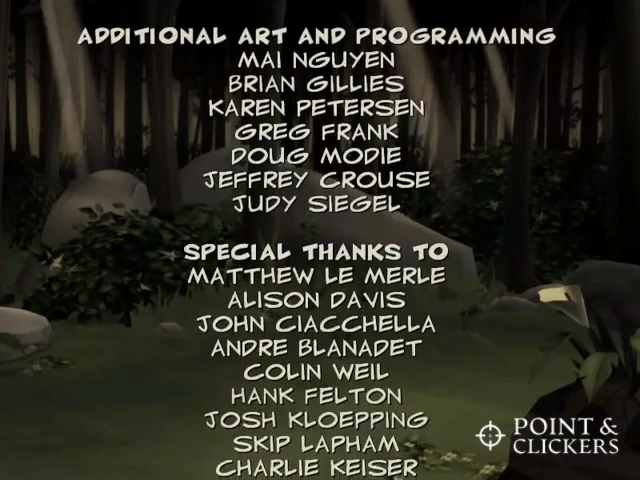 ADDITIONAL ART AND PROGRAMMING
MAI NGUYEN
BRIAN GILLIES
KAREN PETERSEN
GREG FRANK
DOUG MODIE
JEFFREY CROUSE
JUDY SIEGEL
SPECIAL THANKS TO
MATTHEW LE MERLE
ALISON DAVIS
JOHN CIACCHELLA
ANDRE BLANADET
COLIN WEIL
HANK FELTON
JOSH KLOEPPING
SKIP LAPHAM
CHARLIE KEISER
POINT &
CLICKERS